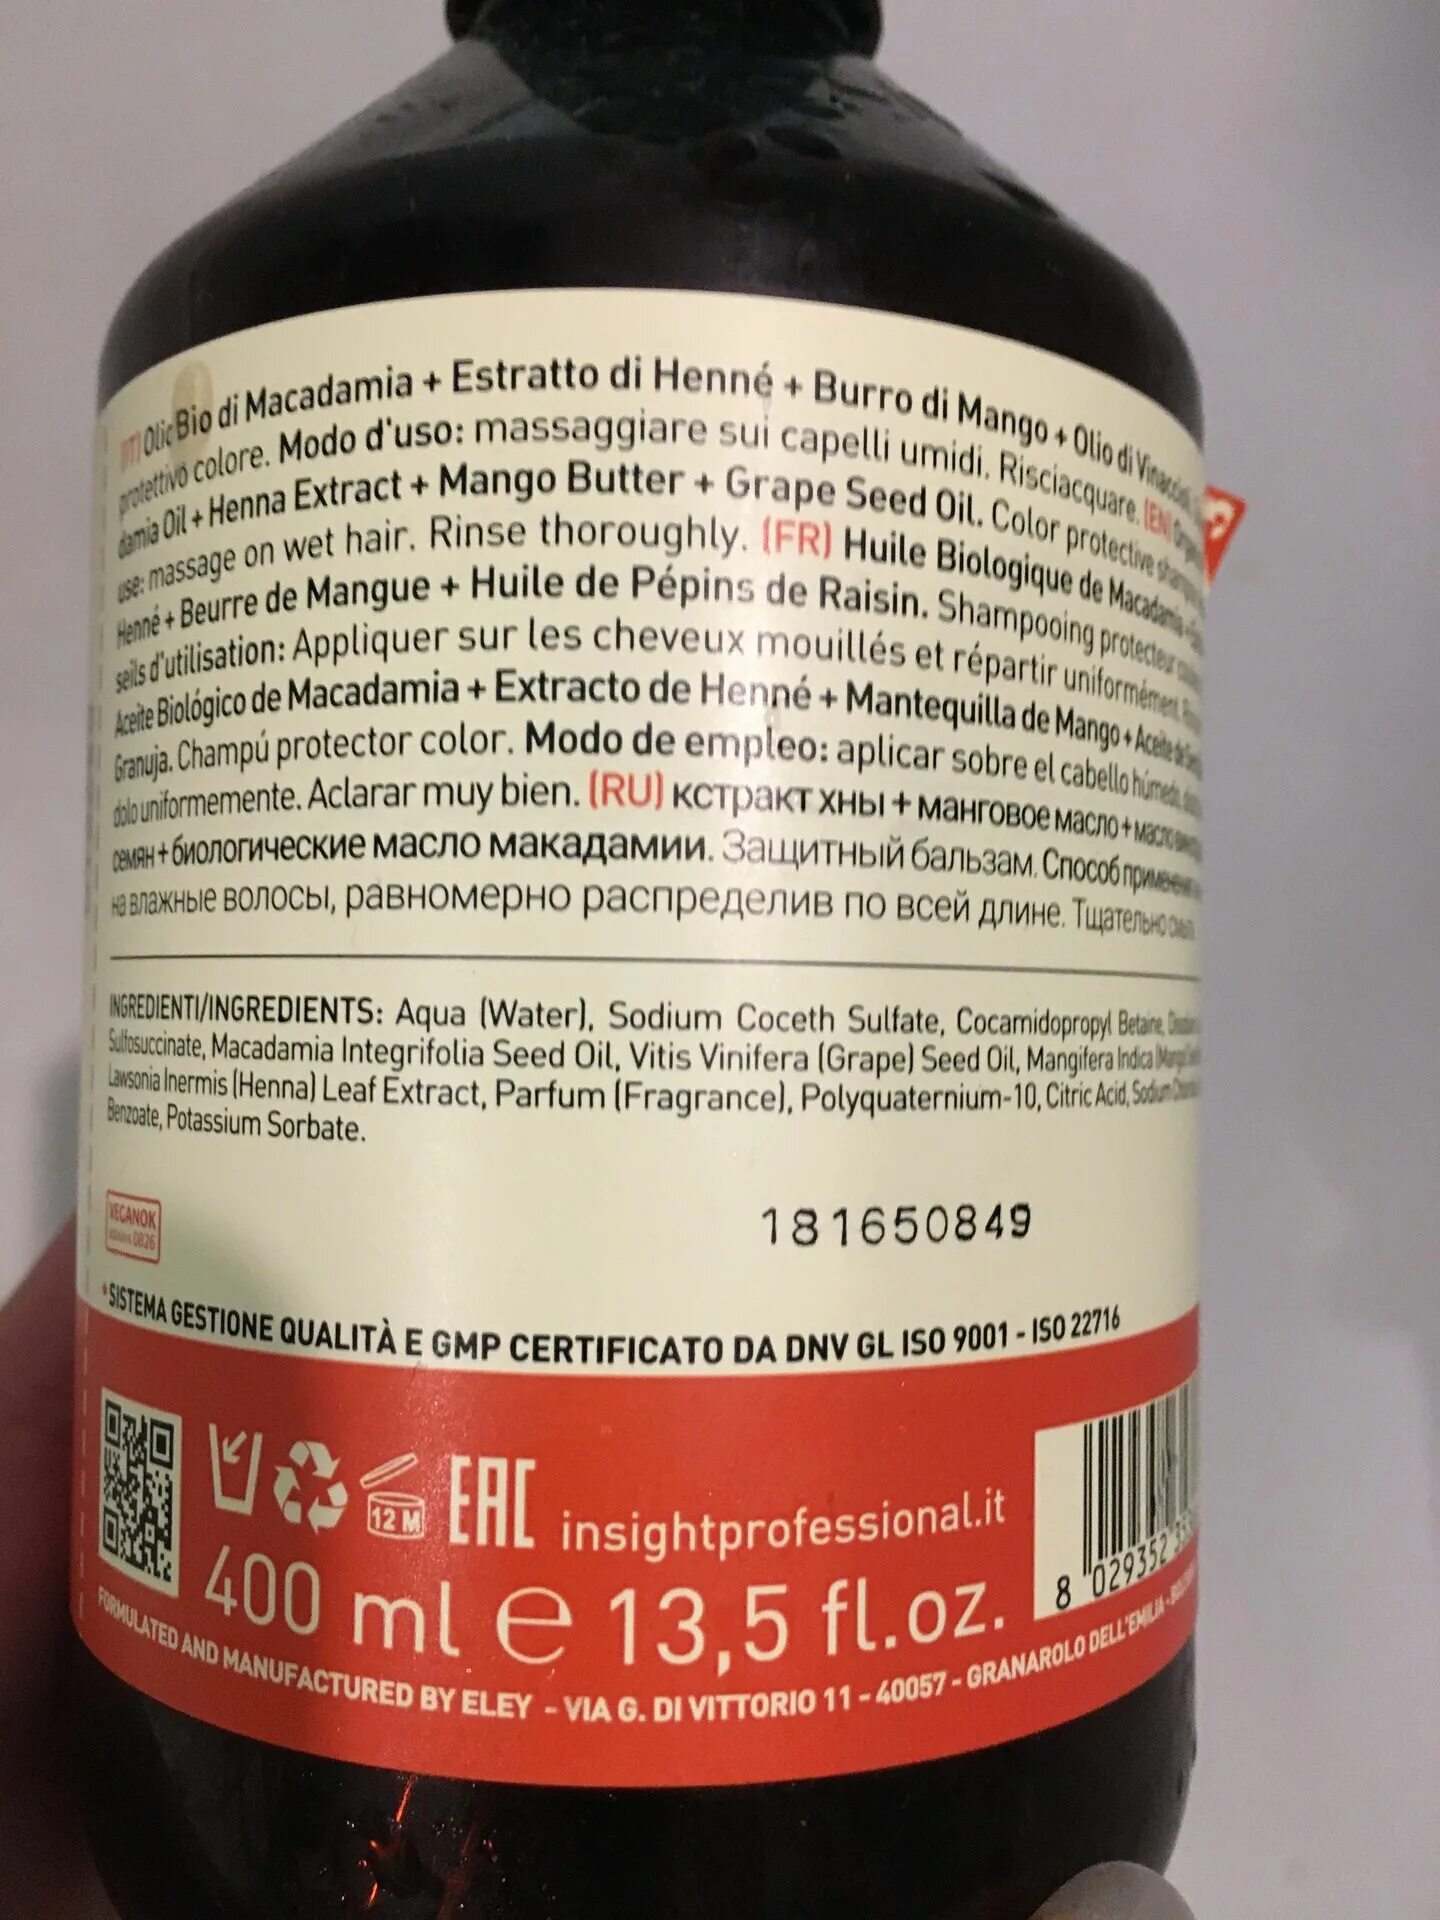 (IT) Olio Bio di Macadamia + Estratto di Henné + Burro di Mango + Olio di Vinaccioli.
protettivo colore. Modo d'uso: massaggiare sui capelli umidi. Risciacquare. (EN)
damia Oil + Henna Extract + Mango Butter + Grape Seed Oil. Color protective shampoo
use: massage on wet hair. Rinse thoroughly. (FR) Huile Biologique de Macadamia +
Henné + Beurre de Mangue + Huile de Pépins de Raisin. Shampooing protecteur
seils d'utilisation: Appliquer sur les cheveux mouillés et répartir uniformément.
Aceite Biológico de Macadamia + Extracto de Henné + Mantequilla de Mango + Aceite de
Granuja. Champú protector color. Modo de empleo: aplicar sobre el cabello húmedo,
dolo uniformemente. Aclarar muy bien. (RU) кстракт хны + манговое масло + масло
семян + биологические масло макадамии. Защитный бальзам. Способ применения:
на влажные волосы, равномерно распределив по всей длине. Тщательно
INGREDIENTI/INGREDIENTS: Aqua (Water), Sodium Coceth Sulfate, Cocamidopropyl Betaine,
Sulfosuccinate, Macadamia Integrifolia Seed Oil, Vitis Vinifera (Grape) Seed Oil, Mangifera Indica (Mango)
Lawsonia Inermis (Henna) Leaf Extract, Parfum (Fragrance), Polyquaternium-10, Citric Acid, Sodium
Benzoate, Potassium Sorbate.
VEGANOK
0826
181650849
*SISTEMA GESTIONE QUALITÀ E GMP CERTIFICATO DA DNV GL ISO 9001 - ISO 22716
12 M EAC insightprofessional.it
400 ml e 13,5 fl.oz.
8 029352
FORMULATED AND MANUFACTURED BY ELEY - VIA G. DI VITTORIO 11 - 40057 - GRANAROLO DELL'EMILIA -